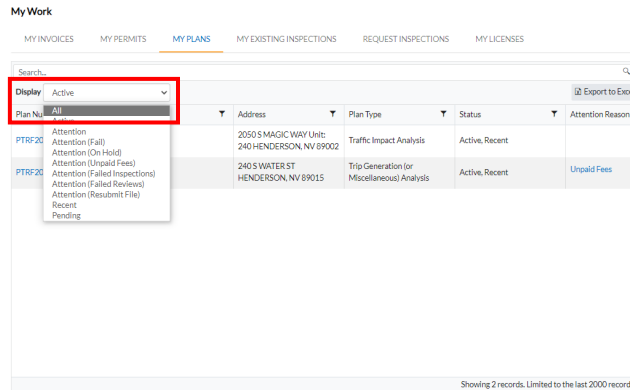 My Work
MY INVOICES MY PERMITS MY PLANS MY EXISTING INSPECTIONS REQUEST INSPECTIONS MY LICENSES
Search...
Display Active Export to
All
Plan Address Plan Type Status Attention Reason
Active
Attention
Attention (Fail)
Attention (On Hold)
Attention (Unpaid Fees)
Attention (Failed Inspections)
Attention (Failed Reviews)
Attention (Resubmit File)
Recent
Pending
PTRF20 2050 S MAGIC WAY Unit: Traffic Impact Analysis Active, Recent
240 HENDERSON, NV 89002
PTRF20 240 S WATER ST Trip Generation (or Active, Recent Unpaid Fees
HENDERSON, NV 89015 Miscellaneous) Analysis
Showing 2 records. Limited to the last 2000 record